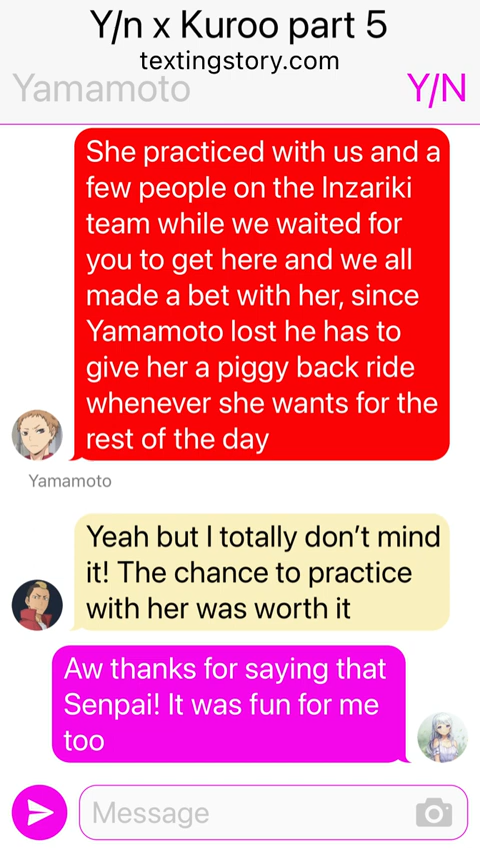 Y/n x Kuroo part 5
textingstory.com
Yamamoto
Y/N
She practiced with us and a
few people on the Inzariki
team while we waited for
you to get here and we all
made a bet with her, since
Yamamoto lost he has to
give her a piggy back ride
whenever she wants for the
rest of the day
Yamamoto
Yeah but I totally don’t mind
it! The chance to practice
with her was worth it
Aw thanks for saying that
Senpai! It was fun for me
too
Message